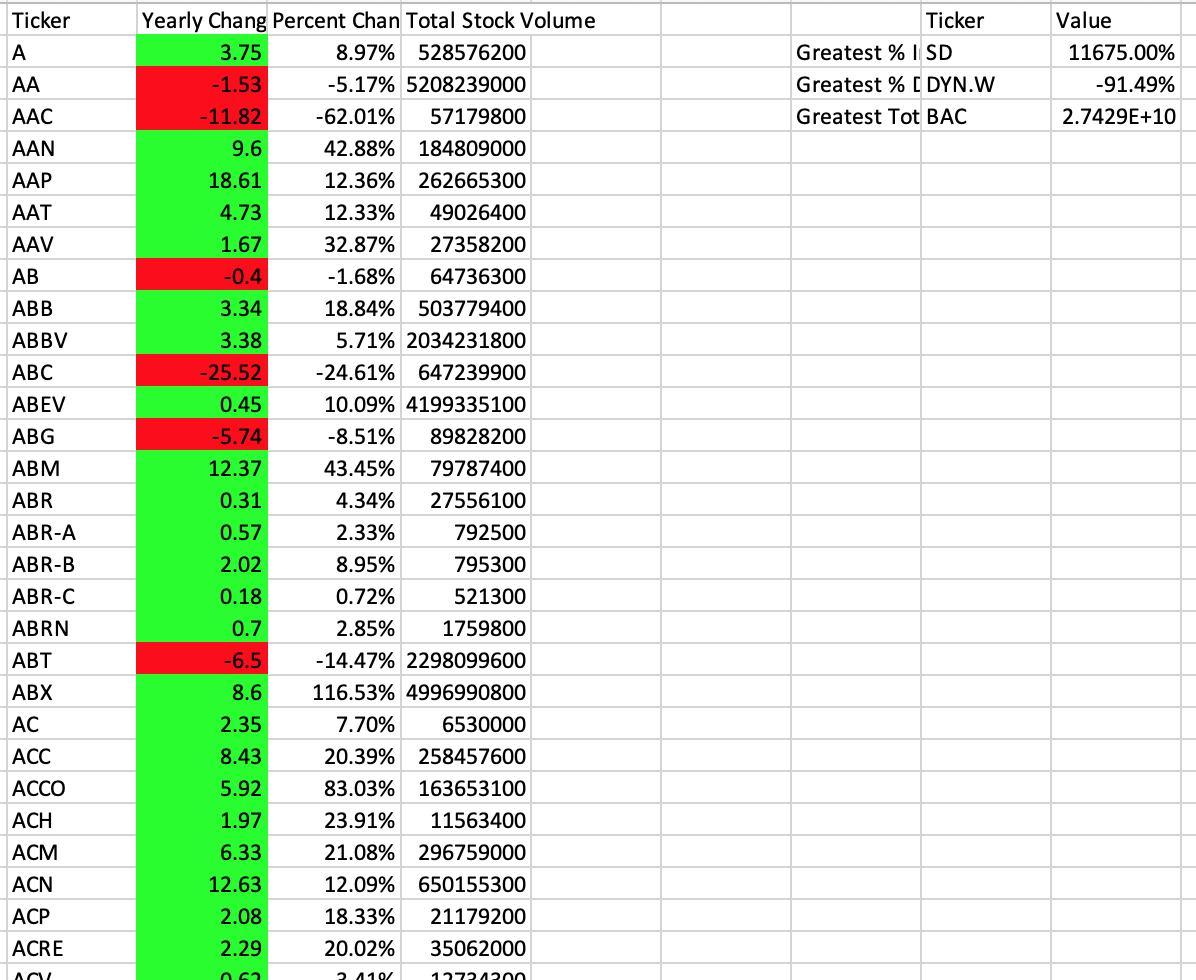 Ticker Yearly Chang Percent Chan Total Stock Volume Ticker Value
A 3.75 8.97% 528576200 Greatest % I SD 11675.00%
AA -1.53 -5.17% 5208239000 Greatest % D DYN.W -91.49%
AAC -11.82 -62.01% 57179800 Greatest Tot BAC 2.7429E+10
AAN 9.6 42.88% 184809000
AAP 18.61 12.36% 262665300
AAT 4.73 12.33% 49026400
AAV 1.67 32.87% 27358200
AB -0.4 -1.68% 64736300
ABB 3.34 18.84% 503779400
ABBV 3.38 5.71% 2034231800
ABC -25.52 -24.61% 647239900
ABEV 0.45 10.09% 4199335100
ABG -5.74 -8.51% 89828200
ABM 12.37 43.45% 79787400
ABR 0.31 4.34% 27556100
ABR-A 0.57 2.33% 792500
ABR-B 2.02 8.95% 795300
ABR-C 0.18 0.72% 521300
ABRN 0.7 2.85% 1759800
ABT -6.5 -14.47% 2298099600
ABX 8.6 116.53% 4996990800
AC 2.35 7.70% 6530000
ACC 8.43 20.39% 258457600
ACCO 5.92 83.03% 163653100
ACH 1.97 23.91% 11563400
ACM 6.33 21.08% 296759000
ACN 12.63 12.09% 650155300
ACP 2.08 18.33% 21179200
ACRE 2.29 20.02% 35062000
ACV 0.62 3.41% 12734300